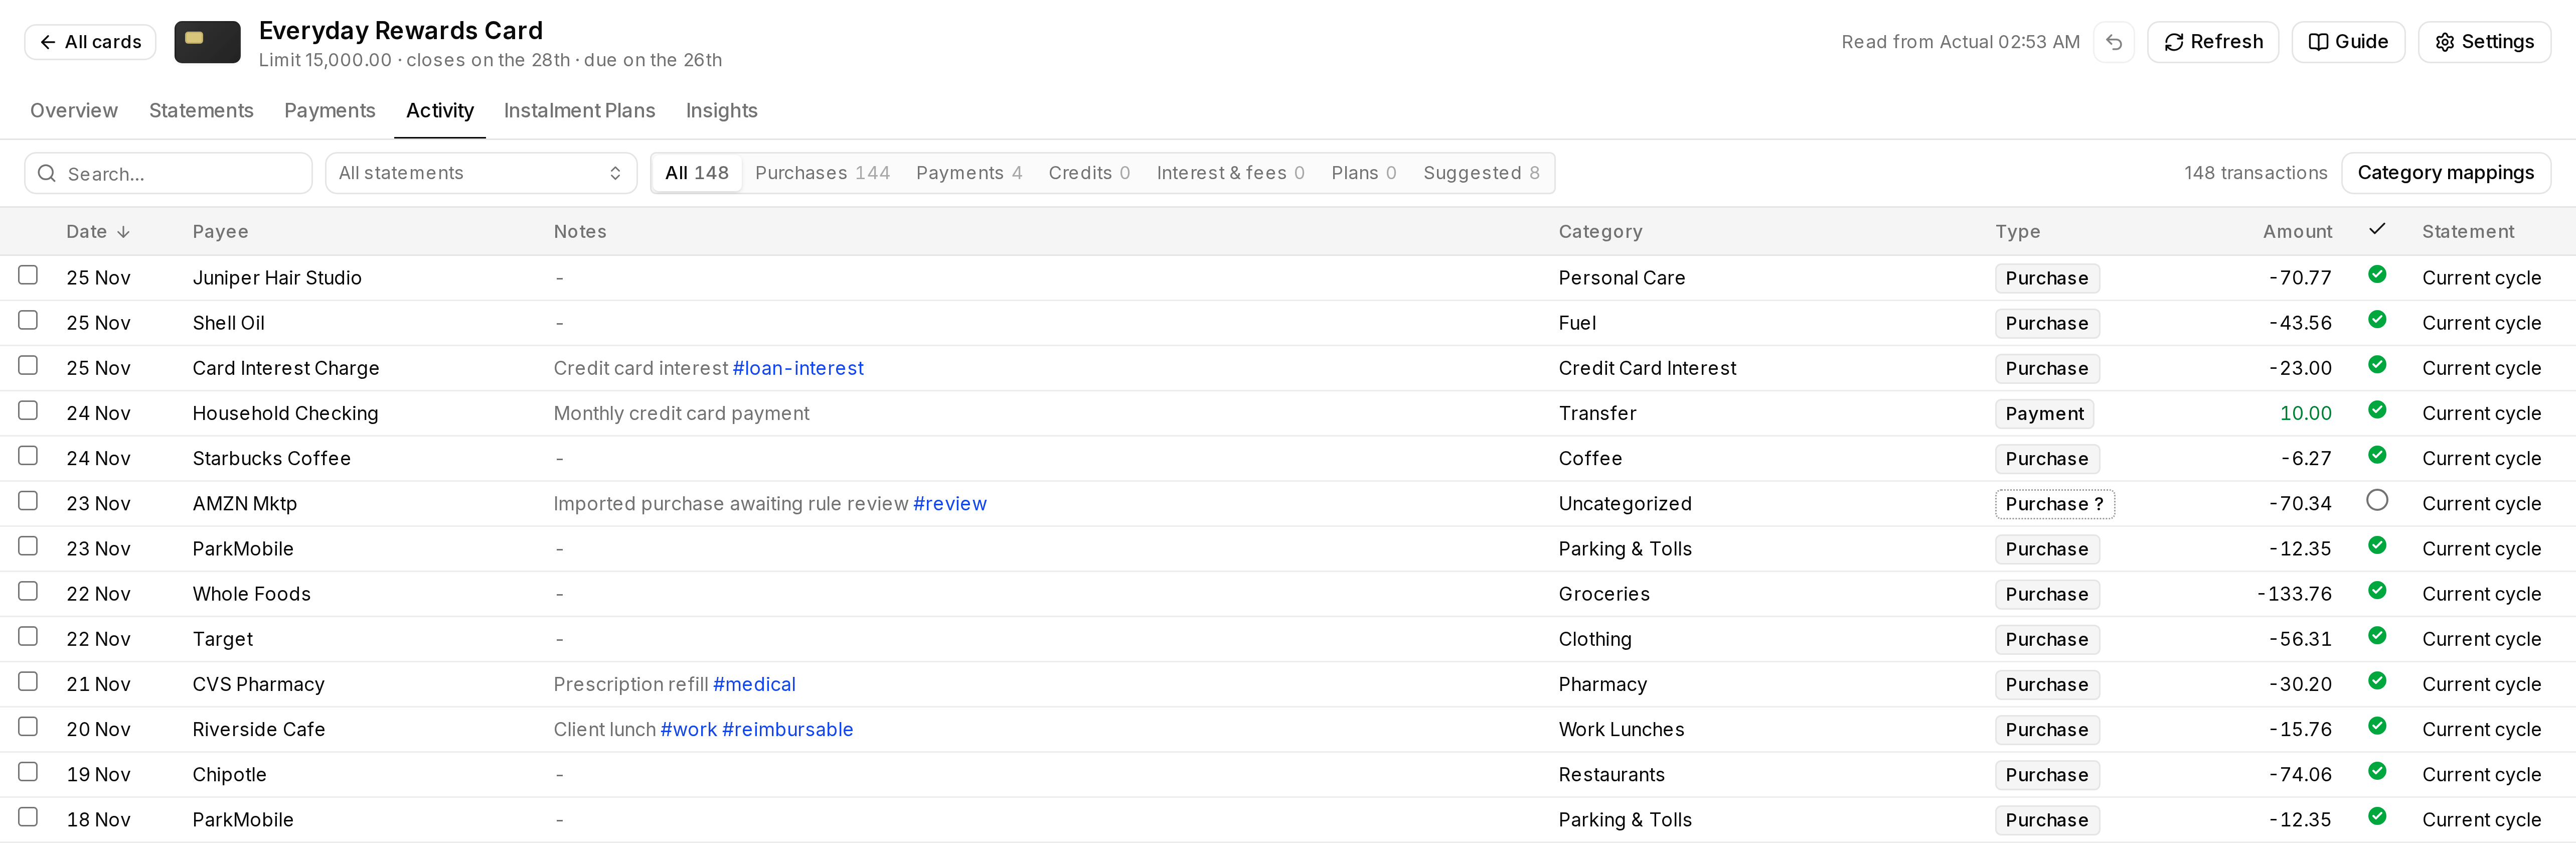 All cards
Everyday Rewards Card
Limit 15,000.00 · closes on the 28th · due on the 26th
Read from Actual 02:53 AM
Refresh
Guide
Settings
Overview Statements Payments Activity Instalment Plans Insights
Search...
All statements
All 148 Purchases 144 Payments 4 Credits 0 Interest & fees 0 Plans 0 Suggested 8
148 transactions
Category mappings
Date Payee Notes Category Type Amount Statement
25 Nov Juniper Hair Studio - Personal Care Purchase -70.77 Current cycle
25 Nov Shell Oil - Fuel Purchase -43.56 Current cycle
25 Nov Card Interest Charge Credit card interest #loan-interest Credit Card Interest Purchase -23.00 Current cycle
24 Nov Household Checking Monthly credit card payment Transfer Payment 10.00 Current cycle
24 Nov Starbucks Coffee - Coffee Purchase -6.27 Current cycle
23 Nov AMZN Mktp Imported purchase awaiting rule review #review Uncategorized Purchase ? -70.34 Current cycle
23 Nov ParkMobile - Parking & Tolls Purchase -12.35 Current cycle
22 Nov Whole Foods - Groceries Purchase -133.76 Current cycle
22 Nov Target - Clothing Purchase -56.31 Current cycle
21 Nov CVS Pharmacy Prescription refill #medical Pharmacy Purchase -30.20 Current cycle
20 Nov Riverside Cafe Client lunch #work #reimbursable Work Lunches Purchase -15.76 Current cycle
19 Nov Chipotle - Restaurants Purchase -74.06 Current cycle
18 Nov ParkMobile - Parking & Tolls Purchase -12.35 Current cycle